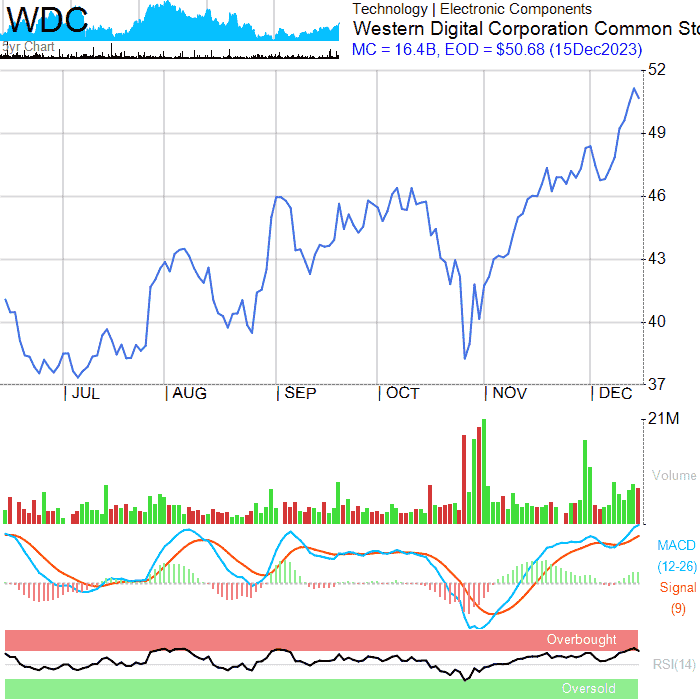 WDC
5yr Chart
Technology | Electronic Components
Western Digital Corporation Common Sto
MC = 16.4B, EOD = $50.68 (15Dec2023)
52
49
46
43
40
37
JUL AUG SEP OCT NOV DEC
21M
Volume
MACD
(12-26)
Signal
(9)
Overbought
RSI(14)
Oversold